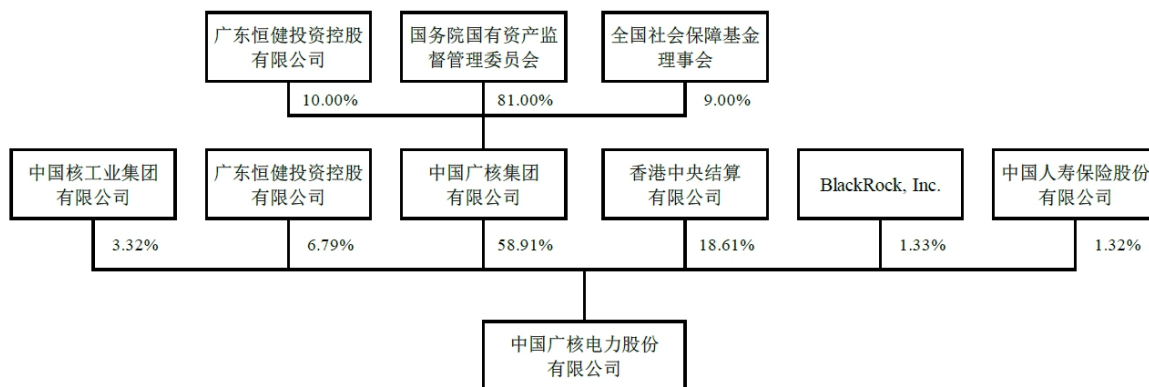 广东恒健投资控股
有限公司
国务院国有资产监
督管理委员会
全国社会保障基金
理事会
10.00%
81.00%
9.00%
中国核工业集团
有限公司
广东恒健投资控股
有限公司
中国广核集团
有限公司
香港中央结算
有限公司
BlackRock, Inc.
中国人寿保险股份
有限公司
3.32%
6.79%
58.91%
18.61%
1.33%
1.32%
中国广核电力股份
有限公司